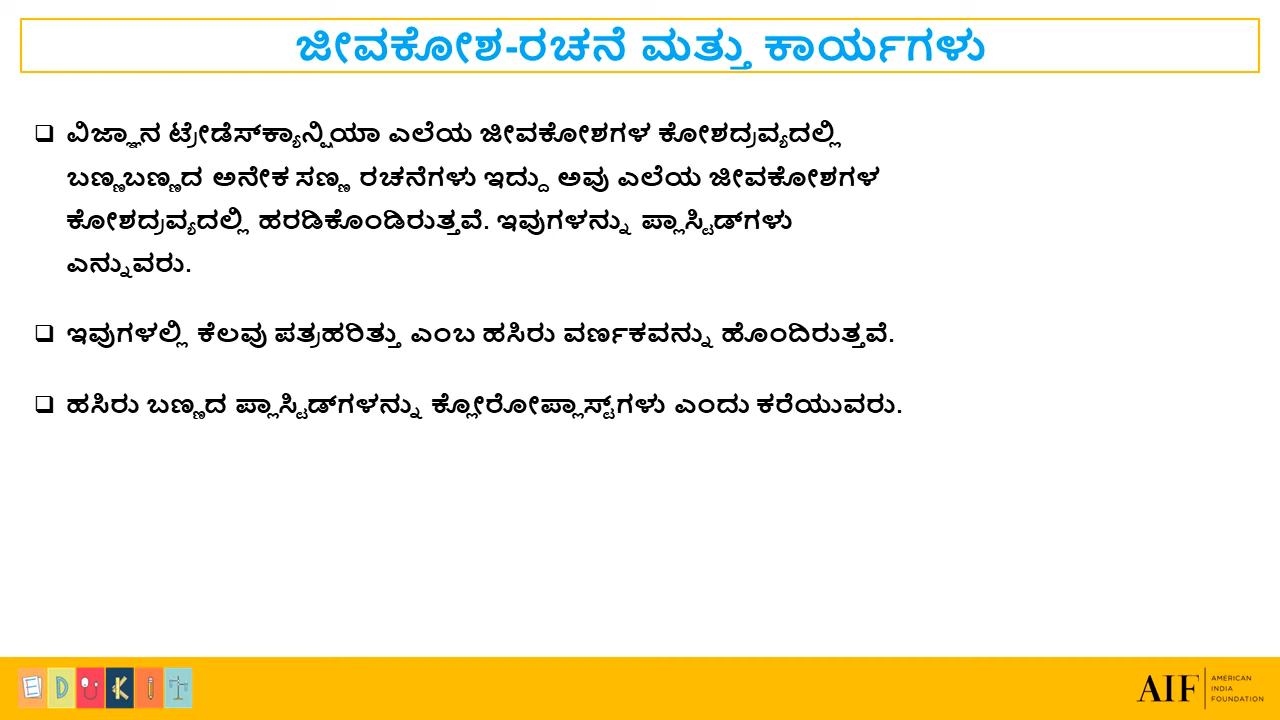 ಜೀವಕೋಶ-ರಚನೆ ಮತ್ತು ಕಾರ್ಯಗಳು
❑ ವಿಜ್ಞಾನ ಟ್ರೇಡೆಸ್‌ಕ್ಯಾನ್ಷಿಯಾ ಎಲೆಯ ಜೀವಕೋಶಗಳ ಕೋಶದ್ರವ್ಯದಲ್ಲಿ
ಬಣ್ಣಬಣ್ಣದ ಅನೇಕ ಸಣ್ಣ ರಚನೆಗಳು ಇದ್ದು ಅವು ಎಲೆಯ ಜೀವಕೋಶಗಳ
ಕೋಶದ್ರವ್ಯದಲ್ಲಿ ಹರಡಿಕೊಂಡಿರುತ್ತವೆ. ಇವುಗಳನ್ನು ಪ್ಲಾಸ್ಟಿಡ್‌ಗಳು
ಎನ್ನುವರು.
❑ ಇವುಗಳಲ್ಲಿ ಕೆಲವು ಪತ್ರಹರಿತ್ತು ಎಂಬ ಹಸಿರು ವರ್ಣಕವನ್ನು ಹೊಂದಿರುತ್ತವೆ.
❑ ಹಸಿರು ಬಣ್ಣದ ಪ್ಲಾಸ್ಟಿಡ್‌ಗಳನ್ನು ಕ್ಲೋರೋಪ್ಲಾಸ್ಟ್‌ಗಳು ಎಂದು ಕರೆಯುವರು.
EDUKIT
AIF
AMERICAN
INDIA
FOUNDATION